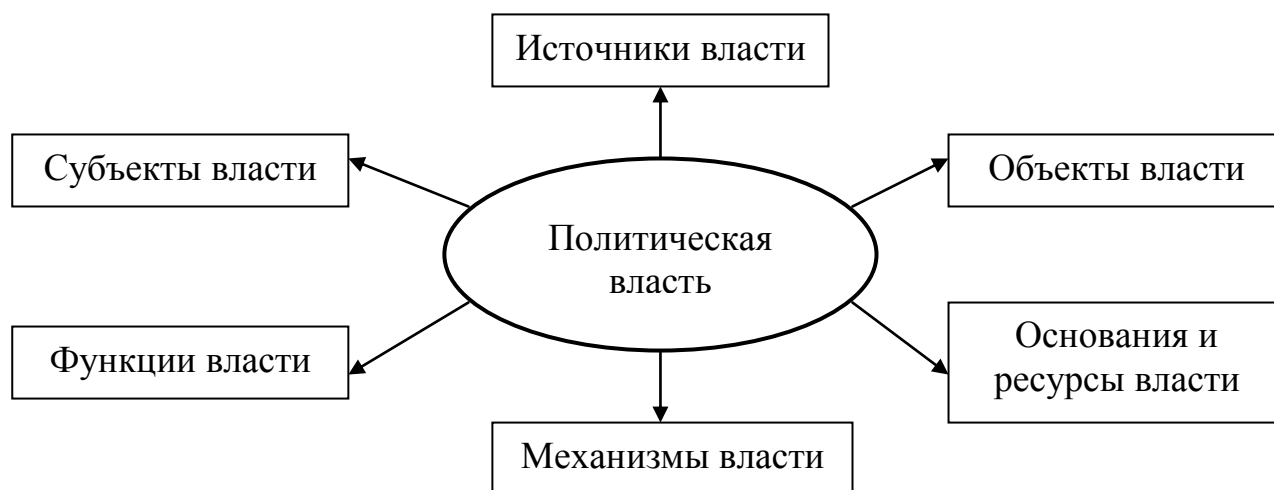 Источники власти
Субъекты власти
Объекты власти
Политическая
власть
Функции власти
Основания и
ресурсы власти
Механизмы власти